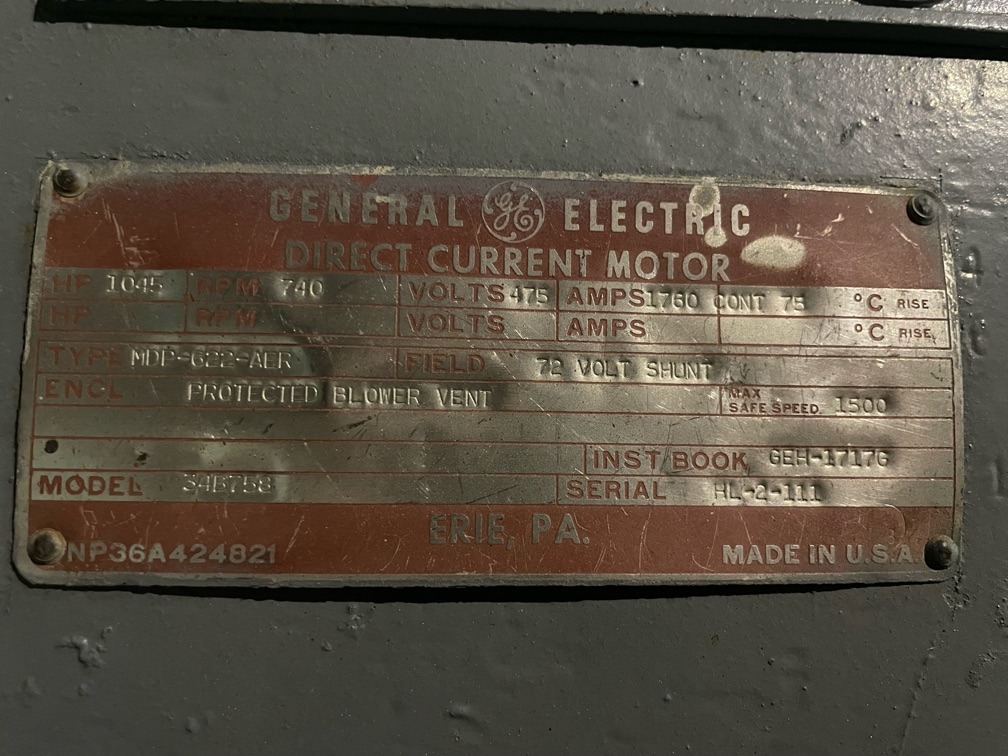 GENERAL GE ELECTRIC
DIRECT CURRENT MOTOR
HP 1045 RPM 740 VOLTS 475 AMPS 1760 CONT 75 °C RISE
HP RPM VOLTS AMPS °C RISE
TYPE MDP-622-AER FIELD 72 VOLT SHUNT
ENCL PROTECTED BLOWER VENT MAX SAFE SPEED 1500
INST BOOK GEH-1717G
MODEL 34B758 SERIAL HL-2-111
ERIE, PA.
NP36A424821 MADE IN U.S.A.